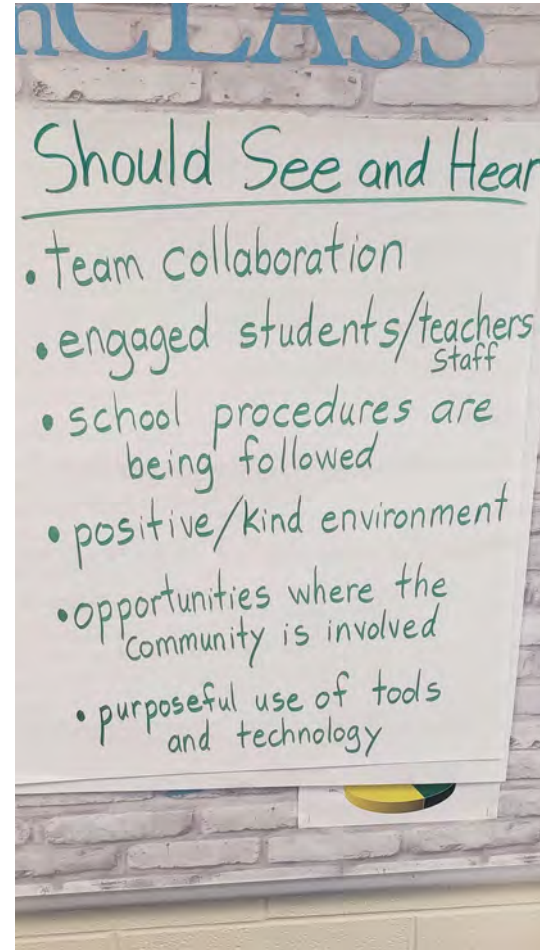 nCLASS
Should See and Hear
• team collaboration
• engaged students/teachers
staff
• school procedures are
being followed
• positive/kind environment
• opportunities where the
community is involved
• purposeful use of tools
and technology